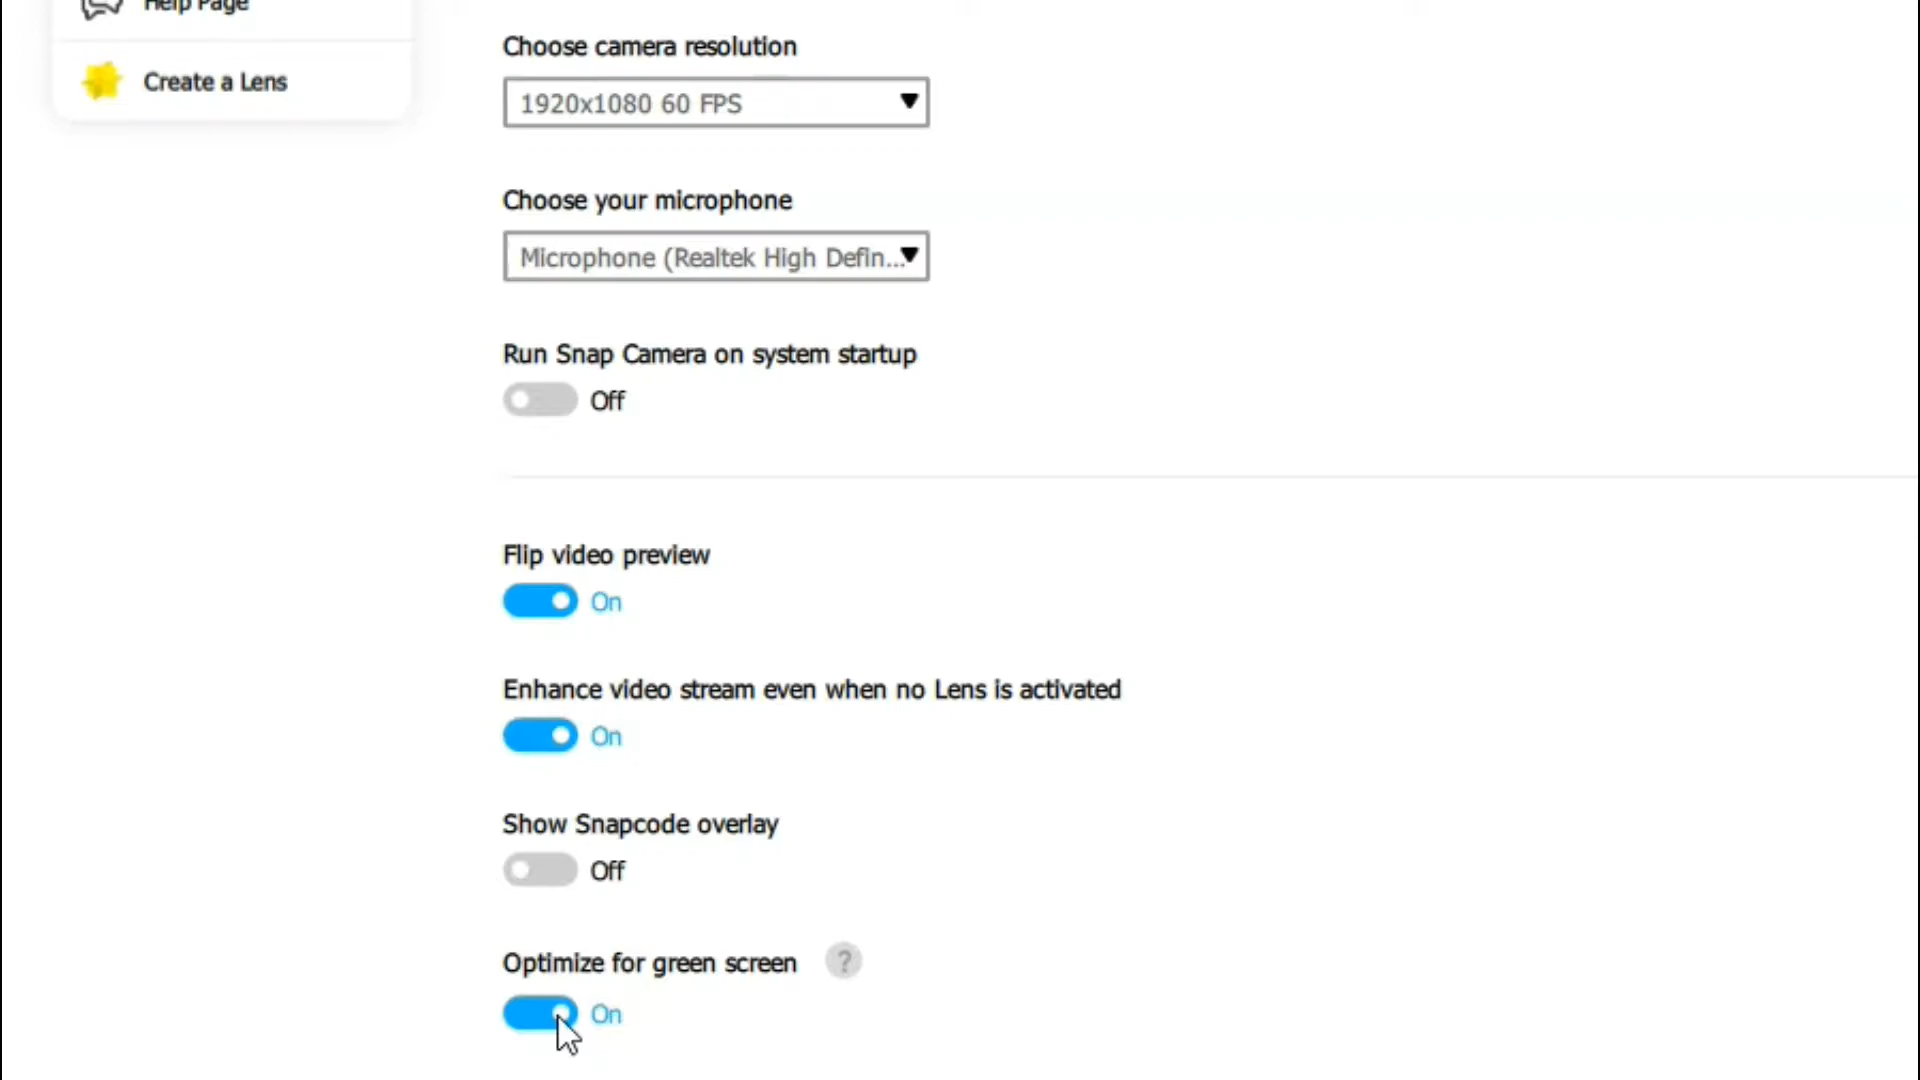 Help Page
Create a Lens
Choose camera resolution
1920x1080 60 FPS
Choose your microphone
Microphone (Realtek High Defin...
Run Snap Camera on system startup
Off
Flip video preview
On
Enhance video stream even when no Lens is activated
On
Show Snapcode overlay
Off
Optimize for green screen ?
On